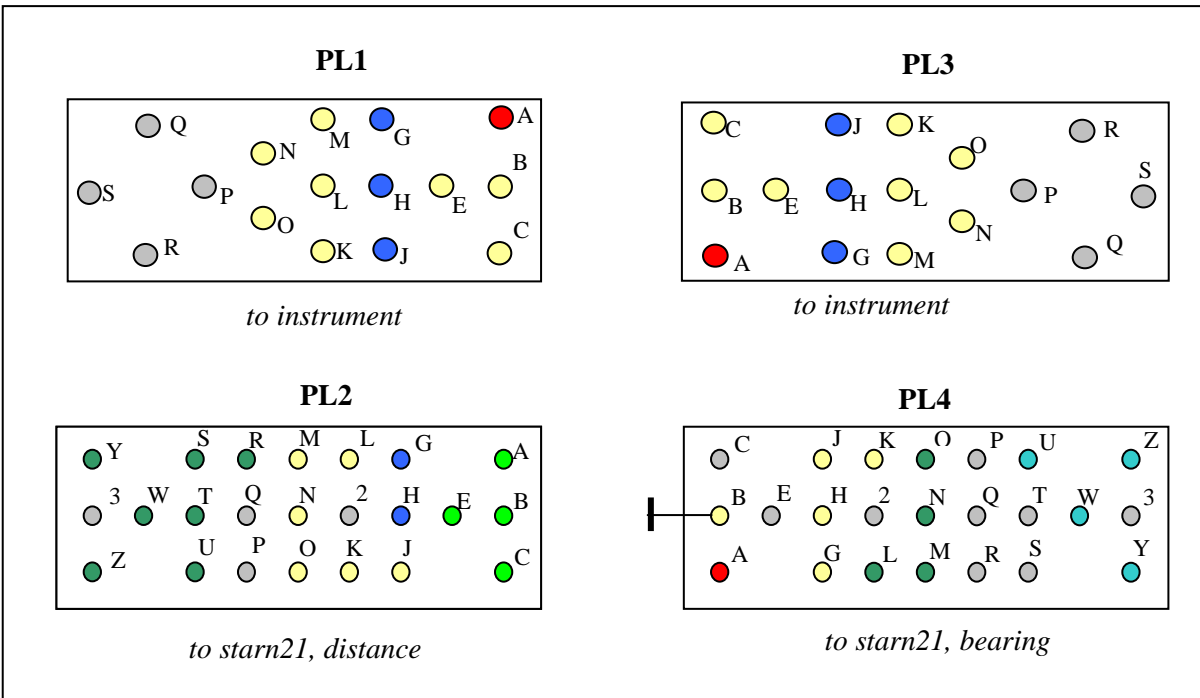 PL1
Q M G A
N B
S P L H E
O C
R K J
to instrument
PL3
C J K R
O S
B E H L P
N
A G M Q
to instrument
PL2
Y S R M L G A
3 W T Q N 2 H E B
Z U P O K J C
to starn21, distance
PL4
C J K O P U Z
B E H 2 N Q T W 3
A G L M R S Y
to starn21, bearing